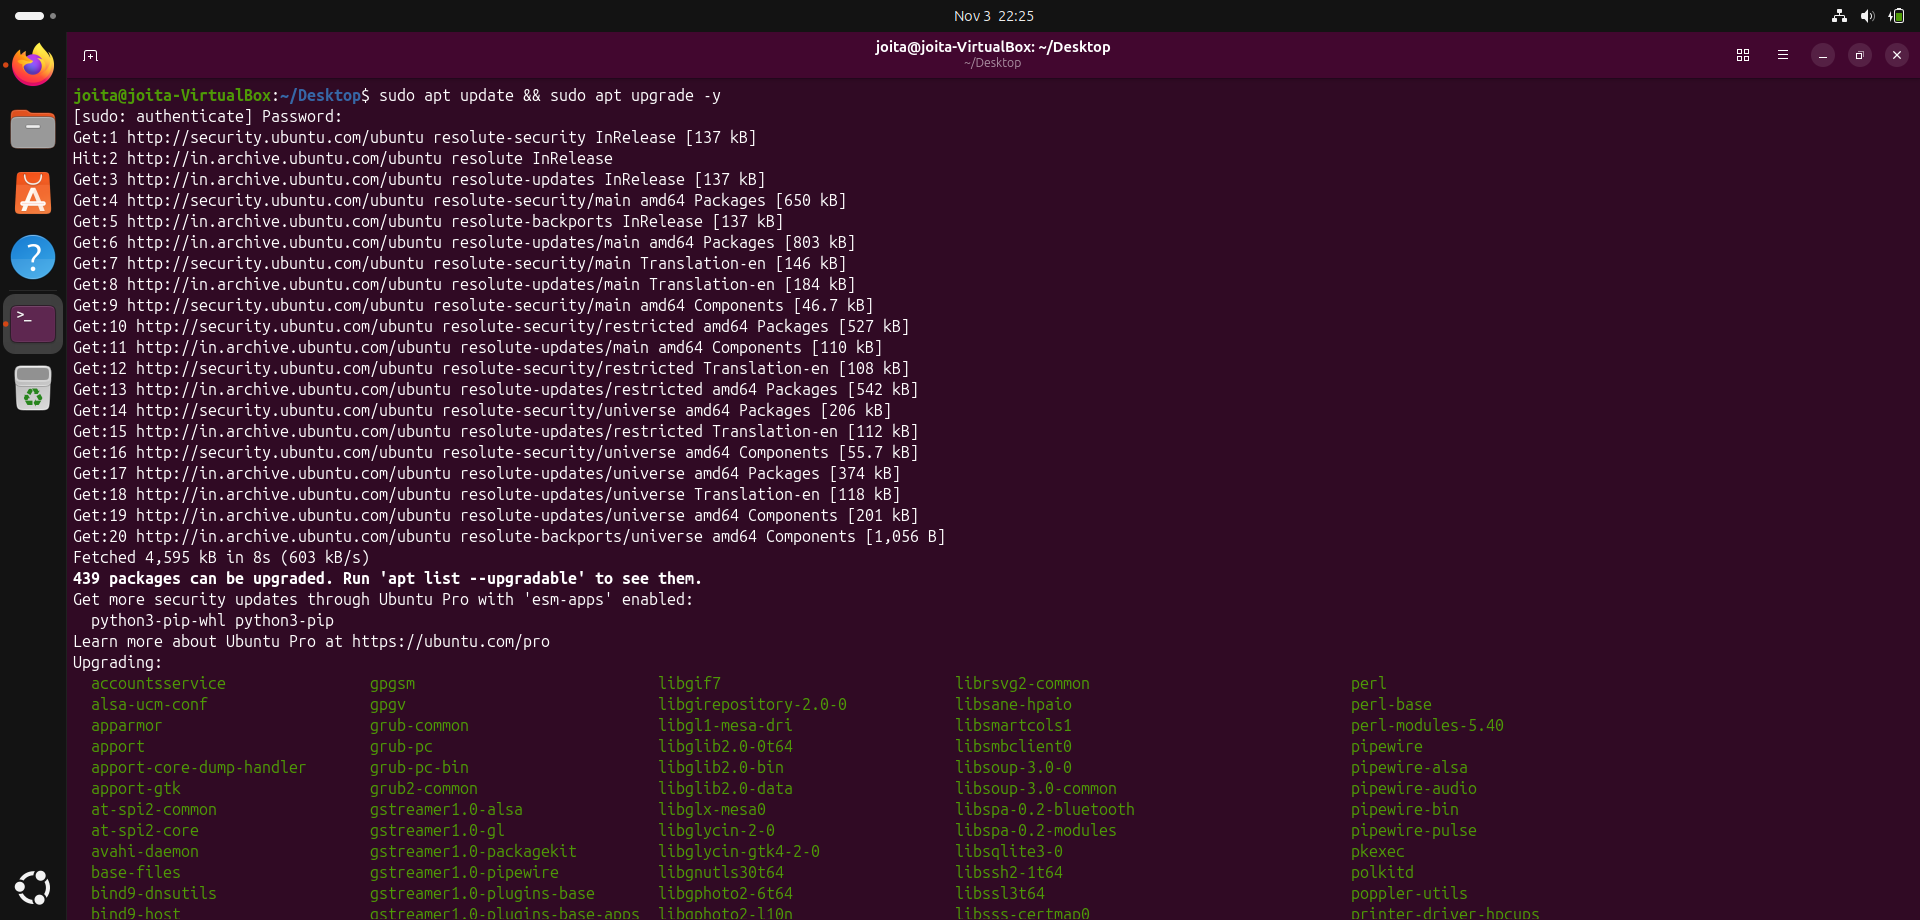 Nov 3 22:25
joita@joita-VirtualBox: ~/Desktop
~/Desktop
joita@joita-VirtualBox:~/Desktop$ sudo apt update && sudo apt upgrade -y
[sudo: authenticate] Password:
Get:1 http://security.ubuntu.com/ubuntu resolute-security InRelease [137 kB]
Hit:2 http://in.archive.ubuntu.com/ubuntu resolute InRelease
Get:3 http://in.archive.ubuntu.com/ubuntu resolute-updates InRelease [137 kB]
Get:4 http://security.ubuntu.com/ubuntu resolute-security/main amd64 Packages [650 kB]
Get:5 http://in.archive.ubuntu.com/ubuntu resolute-backports InRelease [137 kB]
Get:6 http://in.archive.ubuntu.com/ubuntu resolute-updates/main amd64 Packages [803 kB]
Get:7 http://security.ubuntu.com/ubuntu resolute-security/main Translation-en [146 kB]
Get:8 http://in.archive.ubuntu.com/ubuntu resolute-updates/main Translation-en [184 kB]
Get:9 http://security.ubuntu.com/ubuntu resolute-security/main amd64 Components [46.7 kB]
Get:10 http://security.ubuntu.com/ubuntu resolute-security/restricted amd64 Packages [527 kB]
Get:11 http://in.archive.ubuntu.com/ubuntu resolute-updates/main amd64 Components [110 kB]
Get:12 http://security.ubuntu.com/ubuntu resolute-security/restricted Translation-en [108 kB]
Get:13 http://in.archive.ubuntu.com/ubuntu resolute-updates/restricted amd64 Packages [542 kB]
Get:14 http://security.ubuntu.com/ubuntu resolute-security/universe amd64 Packages [206 kB]
Get:15 http://in.archive.ubuntu.com/ubuntu resolute-updates/restricted Translation-en [112 kB]
Get:16 http://security.ubuntu.com/ubuntu resolute-security/universe amd64 Components [55.7 kB]
Get:17 http://in.archive.ubuntu.com/ubuntu resolute-updates/universe amd64 Packages [374 kB]
Get:18 http://in.archive.ubuntu.com/ubuntu resolute-updates/universe Translation-en [118 kB]
Get:19 http://in.archive.ubuntu.com/ubuntu resolute-updates/universe amd64 Components [201 kB]
Get:20 http://in.archive.ubuntu.com/ubuntu resolute-backports/universe amd64 Components [1,056 B]
Fetched 4,595 kB in 8s (603 kB/s)
439 packages can be upgraded. Run 'apt list --upgradable' to see them.
Get more security updates through Ubuntu Pro with 'esm-apps' enabled:
python3-pip-whl python3-pip
Learn more about Ubuntu Pro at https://ubuntu.com/pro
Upgrading:
accountsservice gpgsm libgif7 librsvg2-common perl
alsa-ucm-conf gpgv libgirepository-2.0-0 libsane-hpaio perl-base
apparmor grub-common libgl1-mesa-dri libsmartcols1 perl-modules-5.40
apport grub-pc libglib2.0-0t64 libsmbclient0 pipewire
apport-core-dump-handler grub-pc-bin libglib2.0-bin libsoup-3.0-0 pipewire-alsa
apport-gtk grub2-common libglib2.0-data libsoup-3.0-common pipewire-audio
at-spi2-common gstreamer1.0-alsa libglx-mesa0 libspa-0.2-bluetooth pipewire-bin
at-spi2-core gstreamer1.0-gl libglycin-2-0 libspa-0.2-modules pipewire-pulse
avahi-daemon gstreamer1.0-packagekit libglycin-gtk4-2-0 libsqlite3-0 pkexec
base-files gstreamer1.0-pipewire libgnutls30t64 libssh2-1t64 polkitd
bind9-dnsutils gstreamer1.0-plugins-base libgphoto2-6t64 libssl3t64 poppler-utils
bind9-host gstreamer1.0-plugins-base-apps libgphoto2-l10n libsss-certmap0 printer-driver-hpcups